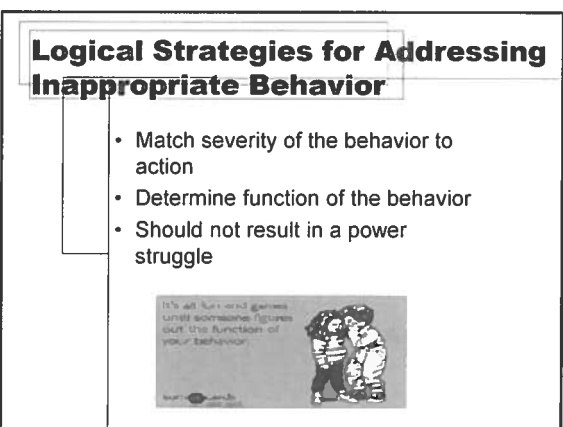 Logical Strategies for Addressing
Inappropriate Behavior
• Match severity of the behavior to
action
• Determine function of the behavior
• Should not result in a power
struggle
It's all fun and games
until someone figures
out the function of
your behavior.